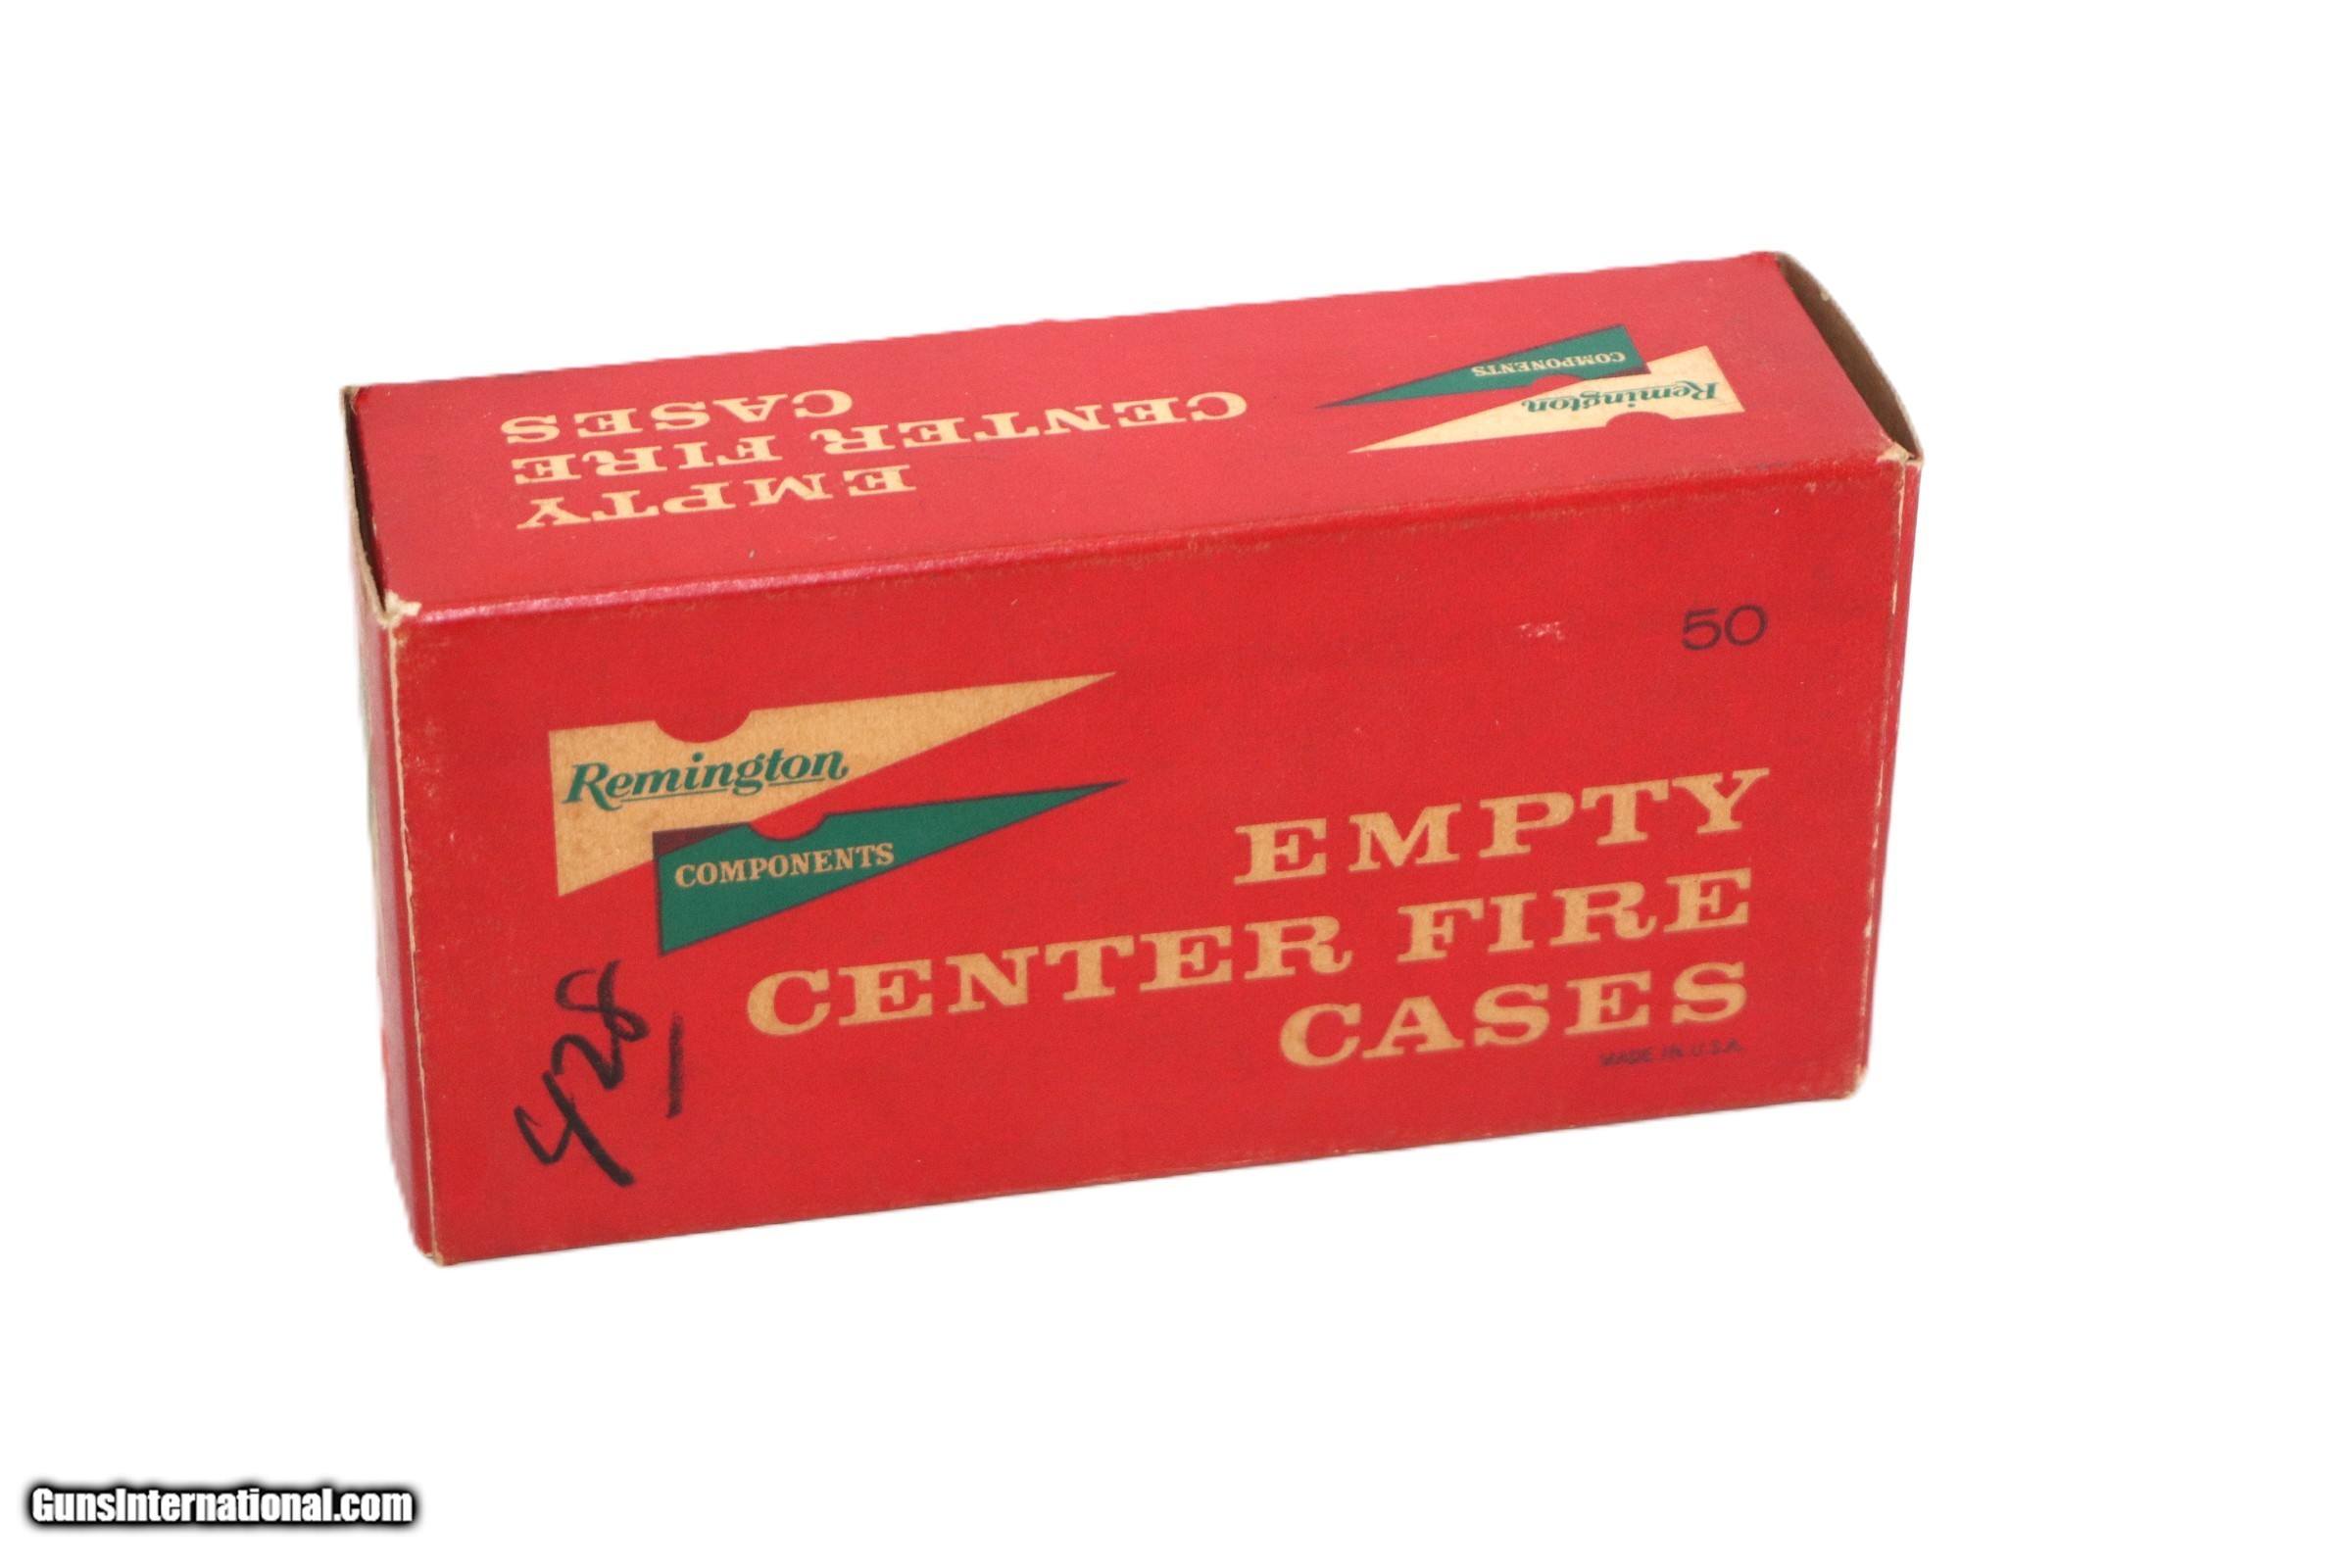 COMPONENTS
Remington
EMPTY
CENTER FIRE
CASES
50
Remington
COMPONENTS
EMPTY
CENTER FIRE
CASES
MADE IN U.S.A.
428
GunsInternational.com